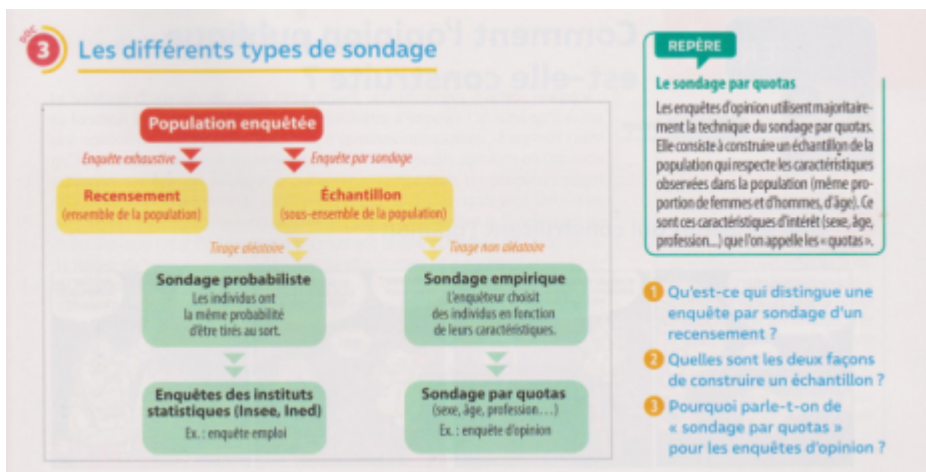 DOC
3 Les différents types de sondage
Population enquêtée
Enquête exhaustive
Enquête par sondage
Recensement
(ensemble de la population)
Échantillon
(sous-ensemble de la population)
Tirage aléatoire
Tirage non aléatoire
Sondage probabiliste
Les individus ont
la même probabilité
d'être tirés au sort.
Sondage empirique
L'enquêteur choisit
des individus en fonction
de leurs caractéristiques.
Enquêtes des instituts
statistiques (Insee, Ined)
Ex. : enquête emploi
Sondage par quotas
(sexe, âge, profession…)
Ex. : enquête d'opinion
REPÈRE
Le sondage par quotas
Les enquêtes d'opinion utilisent majoritaire-
ment la technique du sondage par quotas.
Elle consiste à construire un échantillon de la
population qui respecte les caractéristiques
observées dans la population (même pro-
portion de femmes et d'hommes, d'âge). Ce
sont ces caractéristiques d'intérêt (sexe, âge,
profession...) que l'on appelle les « quotas ».
1 Qu'est-ce qui distingue une
enquête par sondage d'un
recensement ?
2 Quelles sont les deux façons
de construire un échantillon ?
3 Pourquoi parle-t-on de
« sondage par quotas »
pour les enquêtes d'opinion ?